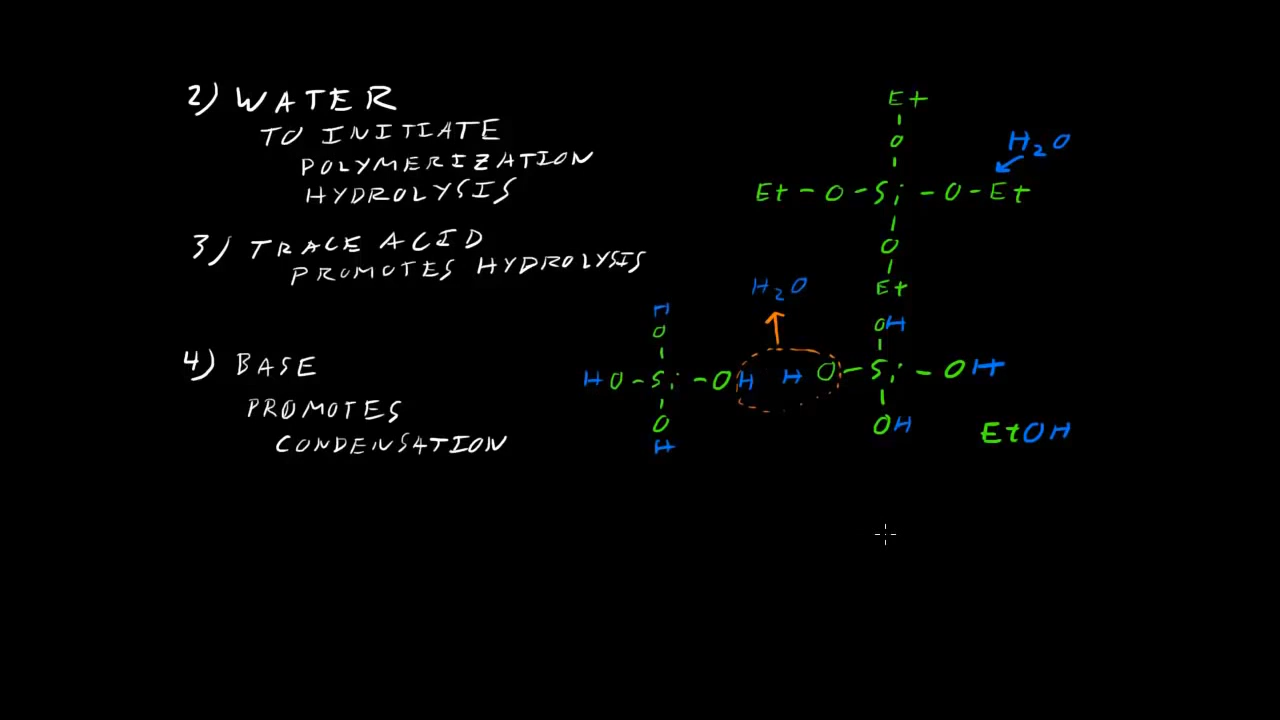 2) WATER
TO INITIATE
POLYMERIZATION
HYDROLYSIS
3) TRACE ACID
PROMOTES HYDROLYSIS
4) BASE
PROMOTES
CONDENSATION
Et
O
H2O
Et-O-Si-O-Et
O
Et
H2O
OH
H
O
HO-Si-OH
HO-Si-OH
O
H
OH
EtOH